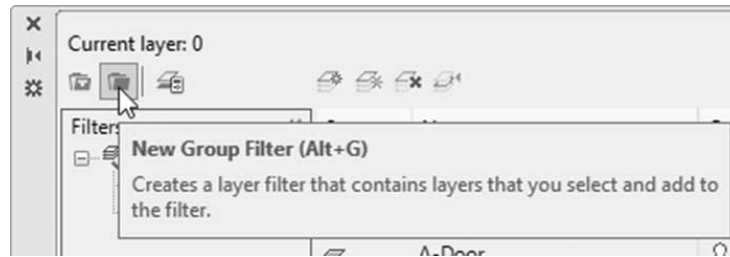 Current layer: 0
Filters
New Group Filter (Alt+G)
Creates a layer filter that contains layers that you select and add to
the filter.
A-Door